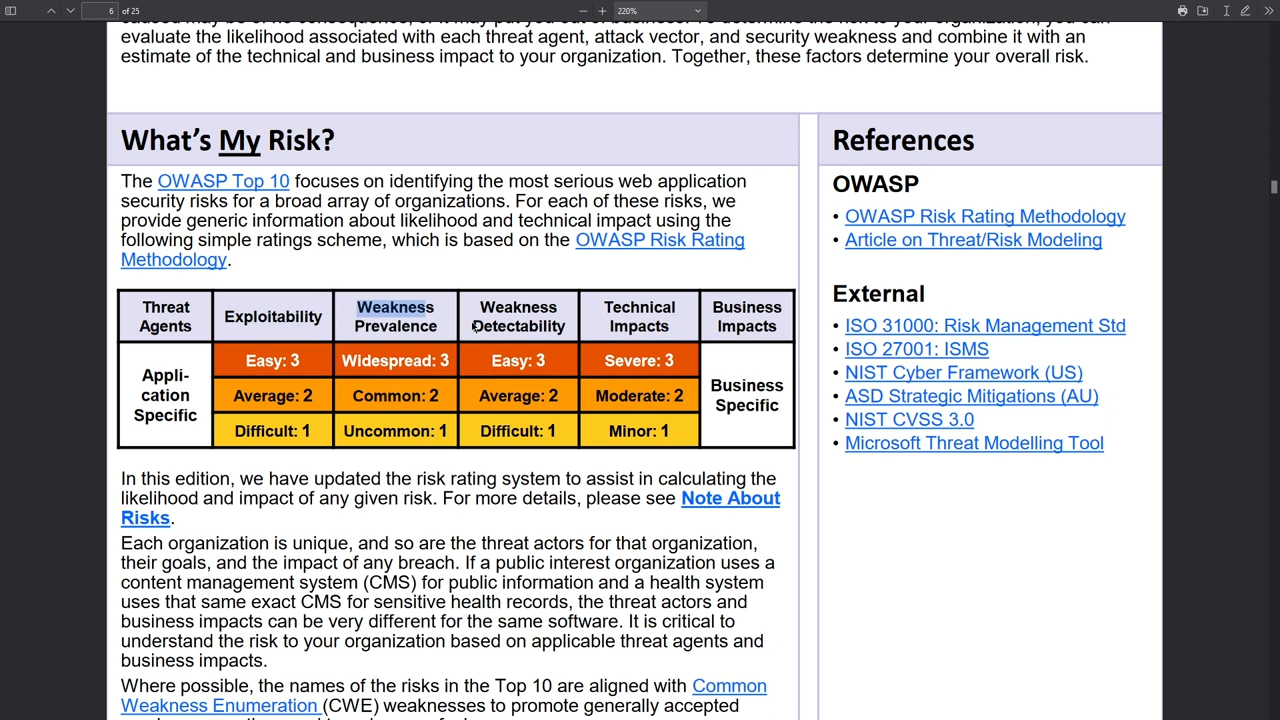 6 of 25
220%
evaluate the likelihood associated with each threat agent, attack vector, and security weakness and combine it with an
estimate of the technical and business impact to your organization. Together, these factors determine your overall risk.
What's My Risk?
The OWASP Top 10 focuses on identifying the most serious web application
security risks for a broad array of organizations. For each of these risks, we
provide generic information about likelihood and technical impact using the
following simple ratings scheme, which is based on the OWASP Risk Rating
Methodology.
Threat Agents
Exploitability
Weakness Prevalence
Weakness Detectability
Technical Impacts
Business Impacts
Appli-
cation
Specific
Easy: 3
Widespread: 3
Easy: 3
Severe: 3
Business
Specific
Average: 2
Common: 2
Average: 2
Moderate: 2
Difficult: 1
Uncommon: 1
Difficult: 1
Minor: 1
In this edition, we have updated the risk rating system to assist in calculating the
likelihood and impact of any given risk. For more details, please see Note About
Risks.
Each organization is unique, and so are the threat actors for that organization,
their goals, and the impact of any breach. If a public interest organization uses a
content management system (CMS) for public information and a health system
uses that same exact CMS for sensitive health records, the threat actors and
business impacts can be very different for the same software. It is critical to
understand the risk to your organization based on applicable threat agents and
business impacts.
Where possible, the names of the risks in the Top 10 are aligned with Common
Weakness Enumeration (CWE) weaknesses to promote generally accepted
References
OWASP
• OWASP Risk Rating Methodology
• Article on Threat/Risk Modeling
External
• ISO 31000: Risk Management Std
• ISO 27001: ISMS
• NIST Cyber Framework (US)
• ASD Strategic Mitigations (AU)
• NIST CVSS 3.0
• Microsoft Threat Modelling Tool